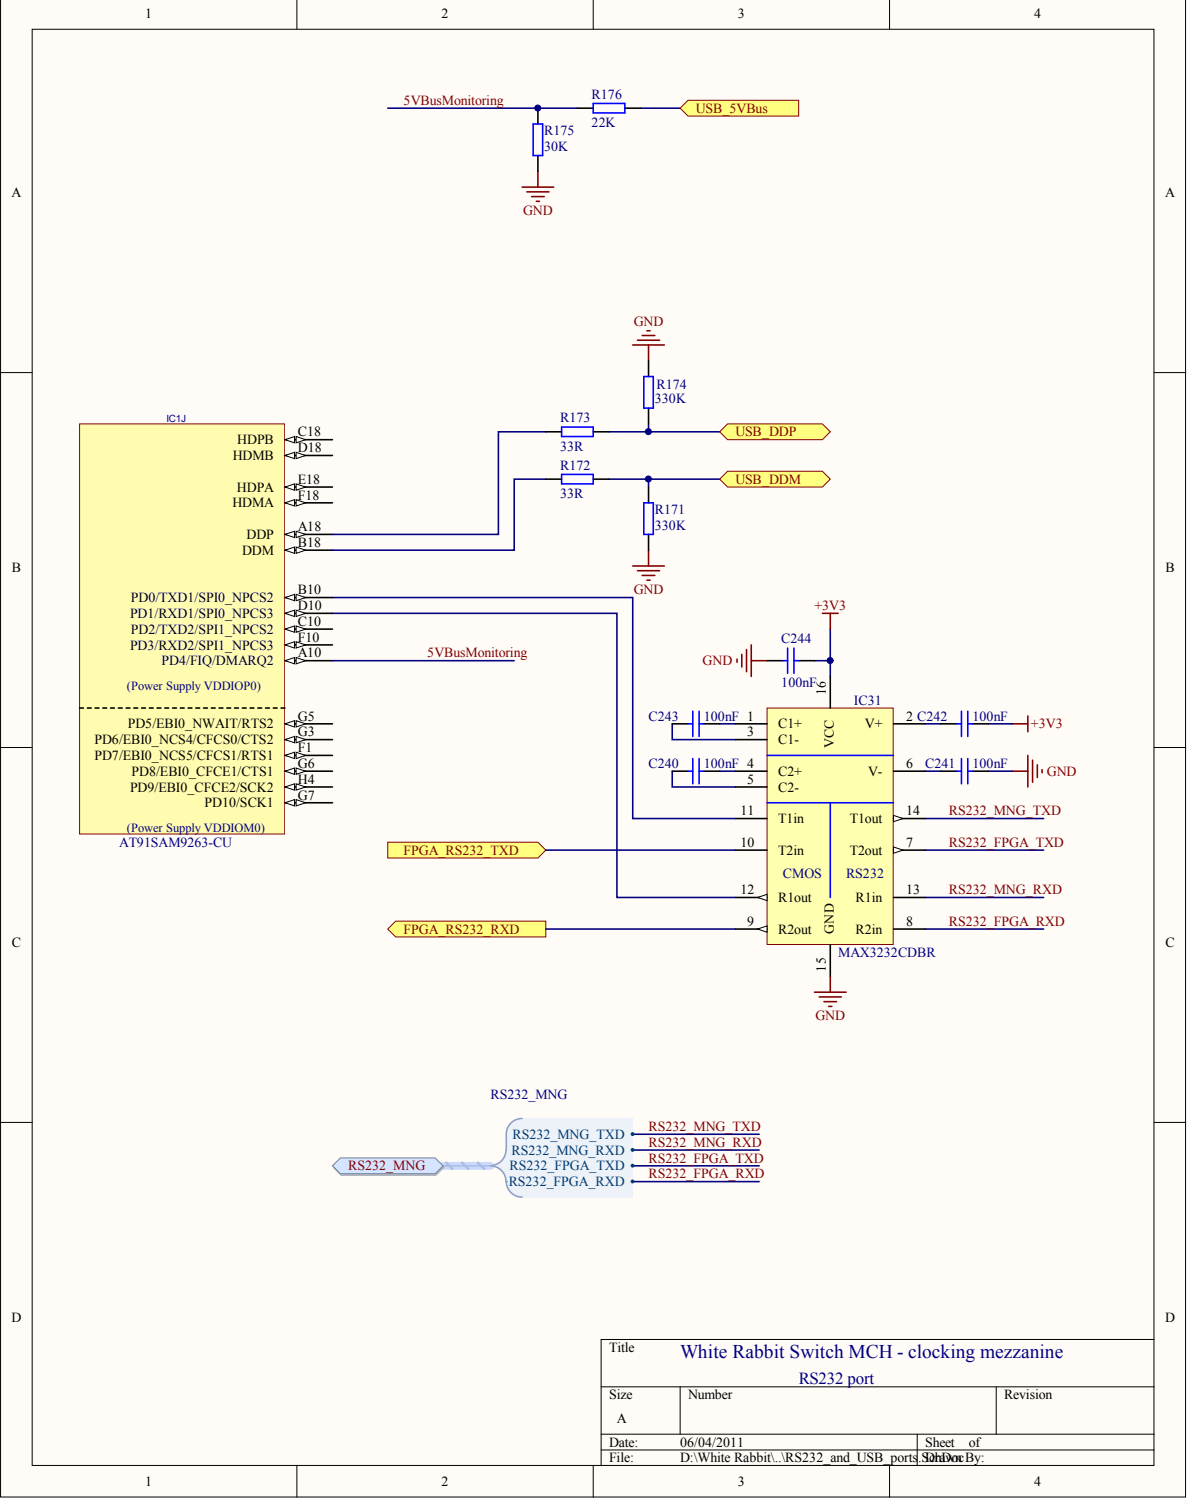 1 2 3 4
5VBusMonitoring
R176
22K
USB_5VBus
R175
30K
GND
A
A
GND
R174
330K
R173
33R
USB_DDP
R172
33R
USB_DDM
R171
330K
GND
IC1J
HDPB C18
HDMB D18
HDPA E18
HDMA F18
DDP A18
DDM B18
B
B
PD0/TXD1/SPI0_NPCS2 B10
PD1/RXD1/SPI0_NPCS3 D10
PD2/TXD2/SPI1_NPCS2 C10
PD3/RXD2/SPI1_NPCS3 F10
PD4/FIQ/DMARQ2 A10
5VBusMonitoring
(Power Supply VDDIOP0)
PD5/EBI0_NWAIT/RTS2 G5
PD6/EBI0_NCS4/CFCS0/CTS2 G3
PD7/EBI0_NCS5/CFCS1/RTS1 F1
PD8/EBI0_CFCE1/CTS1 G6
PD9/EBI0_CFCE2/SCK2 H4
PD10/SCK1 G7
(Power Supply VDDIOM0)
AT91SAM9263-CU
+3V3
C244
GND
100nF
16
IC31
C243 100nF 1 C1+ VCC V+ 2 C242 100nF +3V3
3 C1-
C240 100nF 4 C2+ V- 6 C241 100nF GND
5 C2-
11 T1in T1out 14 RS232_MNG_TXD
FPGA_RS232_TXD 10 T2in T2out 7 RS232_FPGA_TXD
CMOS RS232
12 R1out R1in 13 RS232_MNG_RXD
GND
FPGA_RS232_RXD 9 R2out R2in 8 RS232_FPGA_RXD
C
C
MAX3232CDBR
15
GND
RS232_MNG
RS232_MNG_TXD RS232_MNG_TXD
RS232_MNG_RXD RS232_MNG_RXD
RS232_MNG RS232_FPGA_TXD RS232_FPGA_TXD
RS232_FPGA_RXD RS232_FPGA_RXD
D
D
Title White Rabbit Switch MCH - clocking mezzanine
RS232 port
Size Number Revision
A
Date: 06/04/2011 Sheet of
File: D:\White Rabbit\..\RS232_and_USB_ports.SchDoc By:
1 2 3 4